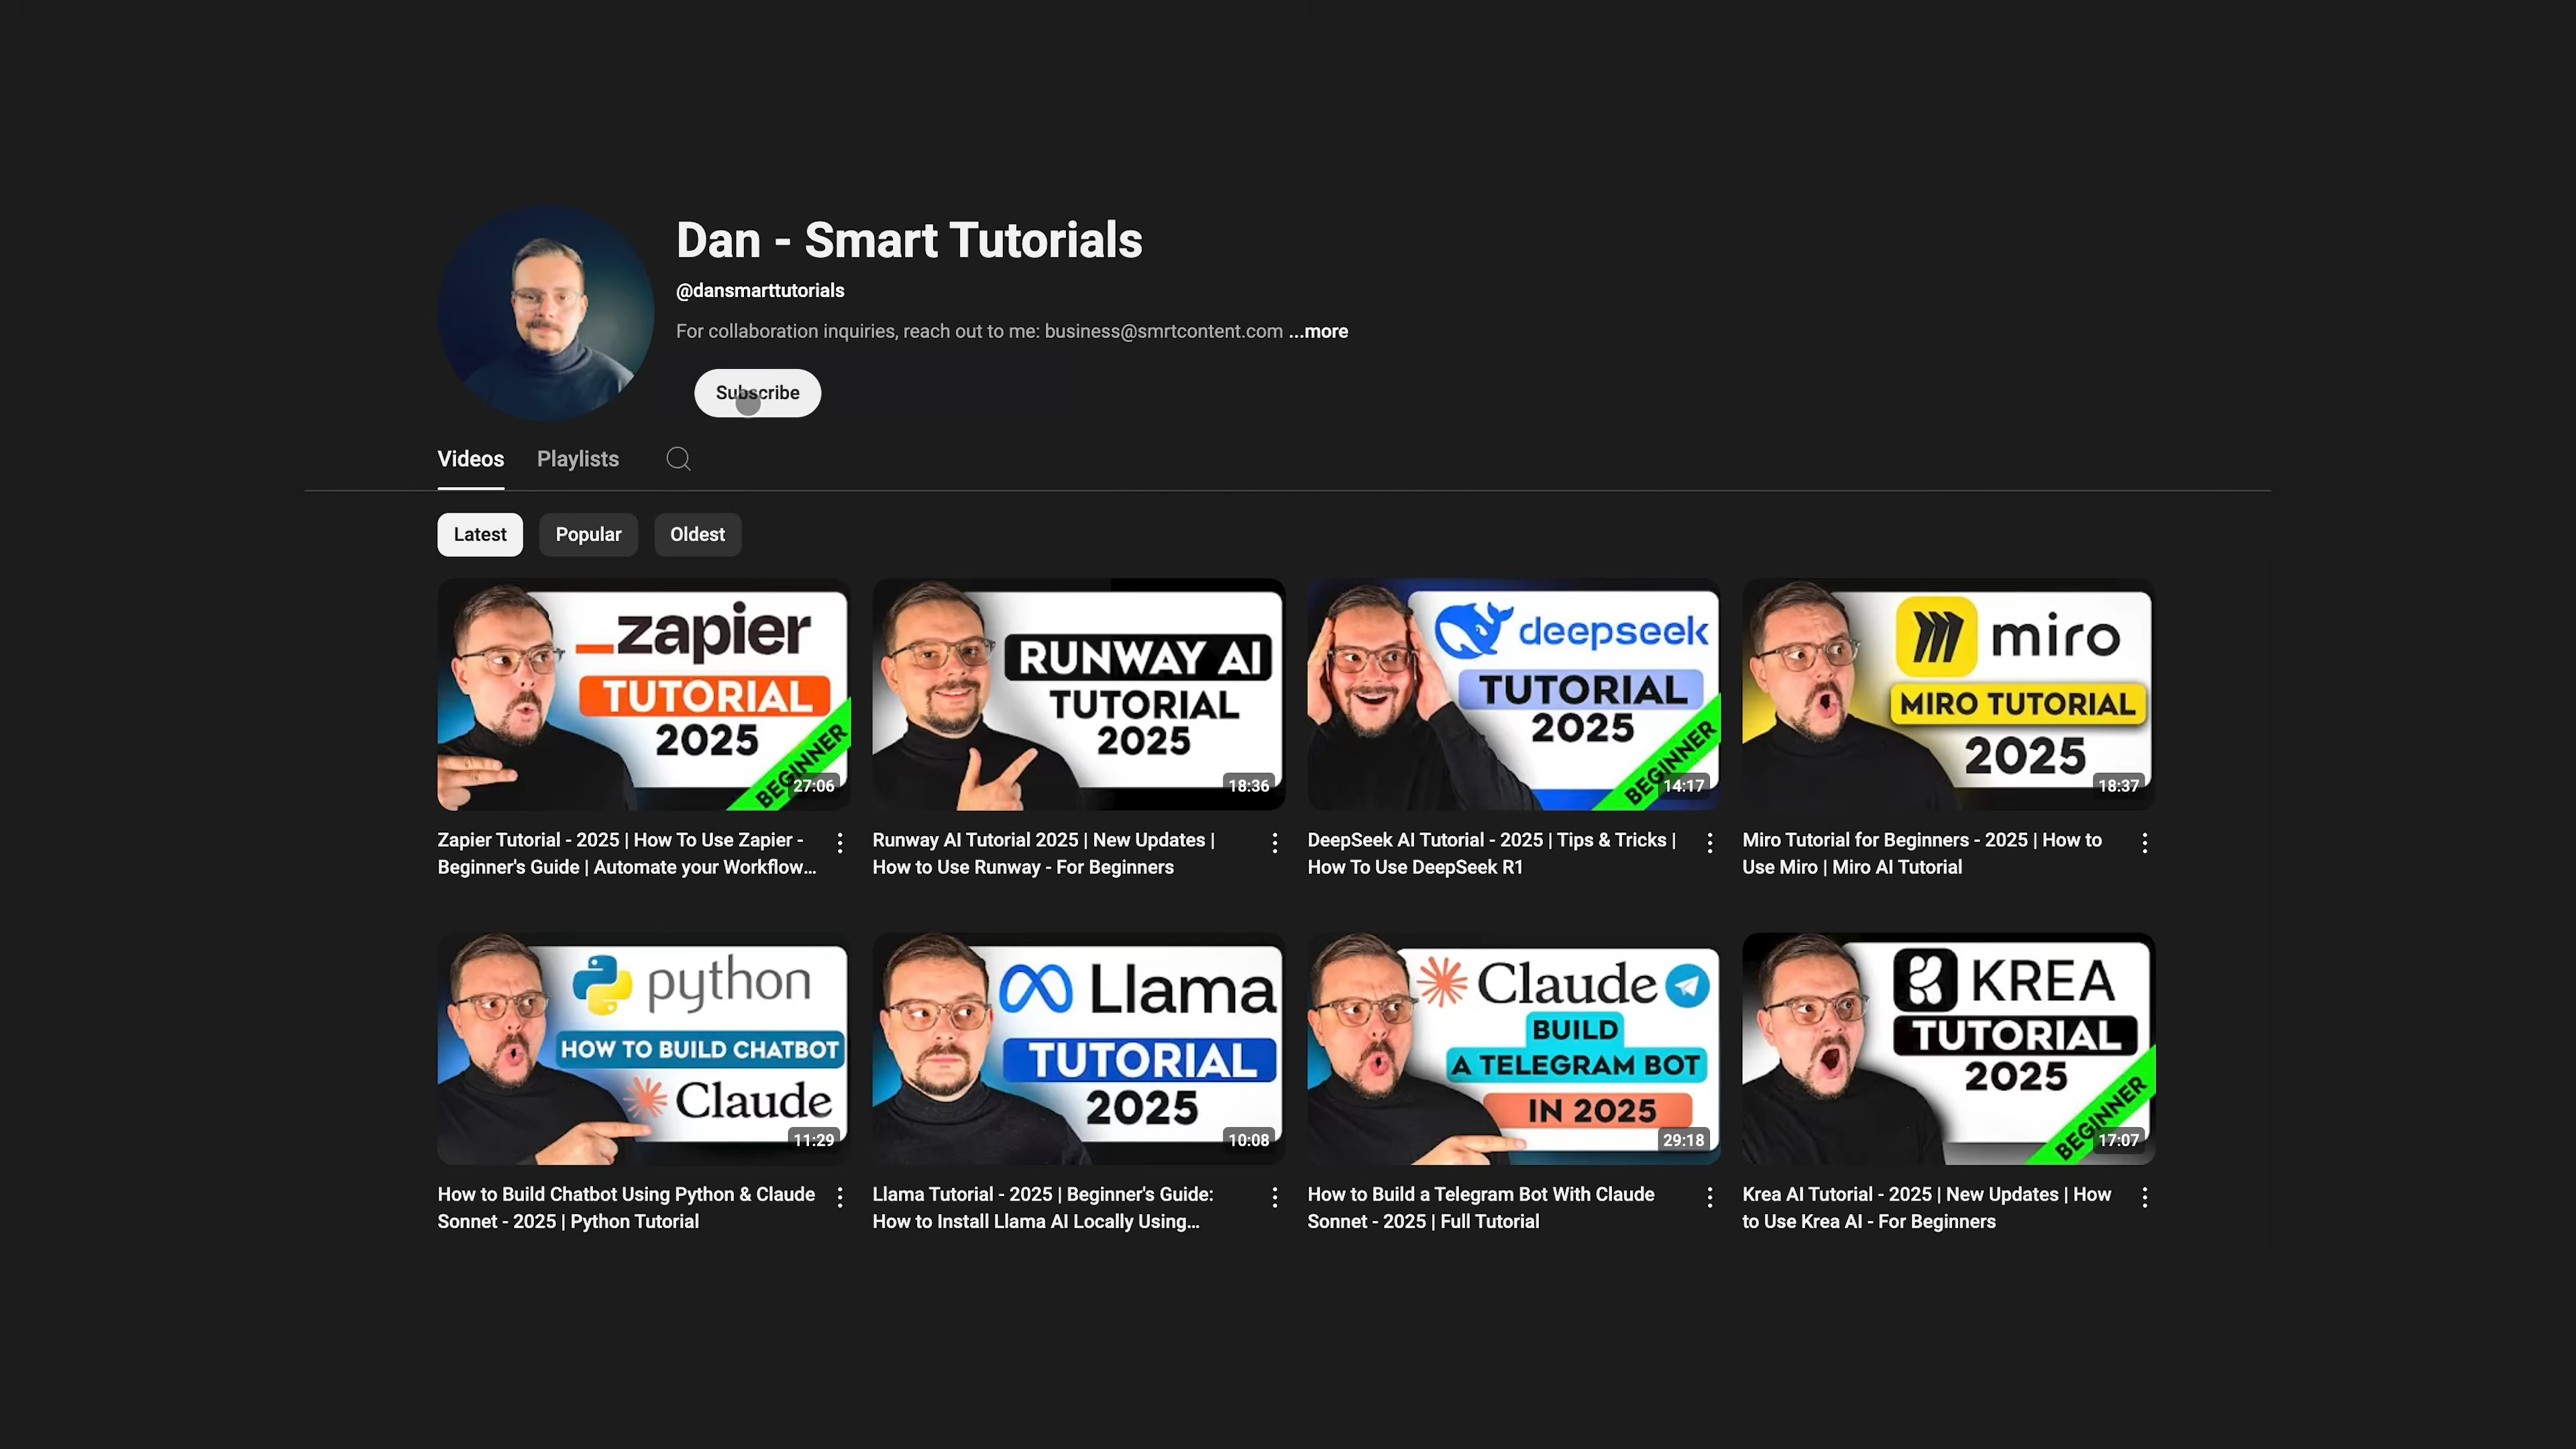 Dan - Smart Tutorials
@dansmarttutorials
For collaboration inquiries, reach out to me: business@smrtcontent.com ...more
Subscribe
Videos Playlists
Latest Popular Oldest
zapier
TUTORIAL
2025
BEGINNER
27:06
RUNWAY AI
TUTORIAL
2025
18:36
deepseek
TUTORIAL
2025
BEGINNER
14:17
miro
MIRO TUTORIAL
2025
18:37
Zapier Tutorial - 2025 | How To Use Zapier -
Beginner's Guide | Automate your Workflow...
Runway AI Tutorial 2025 | New Updates |
How to Use Runway - For Beginners
DeepSeek AI Tutorial - 2025 | Tips & Tricks |
How To Use DeepSeek R1
Miro Tutorial for Beginners - 2025 | How to
Use Miro | Miro AI Tutorial
python
HOW TO BUILD CHATBOT
Claude
11:29
Llama
TUTORIAL
2025
10:08
Claude
BUILD
A TELEGRAM BOT
IN 2025
29:18
KREA
TUTORIAL
2025
BEGINNER
17:07
How to Build Chatbot Using Python & Claude
Sonnet - 2025 | Python Tutorial
Llama Tutorial - 2025 | Beginner's Guide:
How to Install Llama AI Locally Using...
How to Build a Telegram Bot With Claude
Sonnet - 2025 | Full Tutorial
Krea AI Tutorial - 2025 | New Updates | How
to Use Krea AI - For Beginners